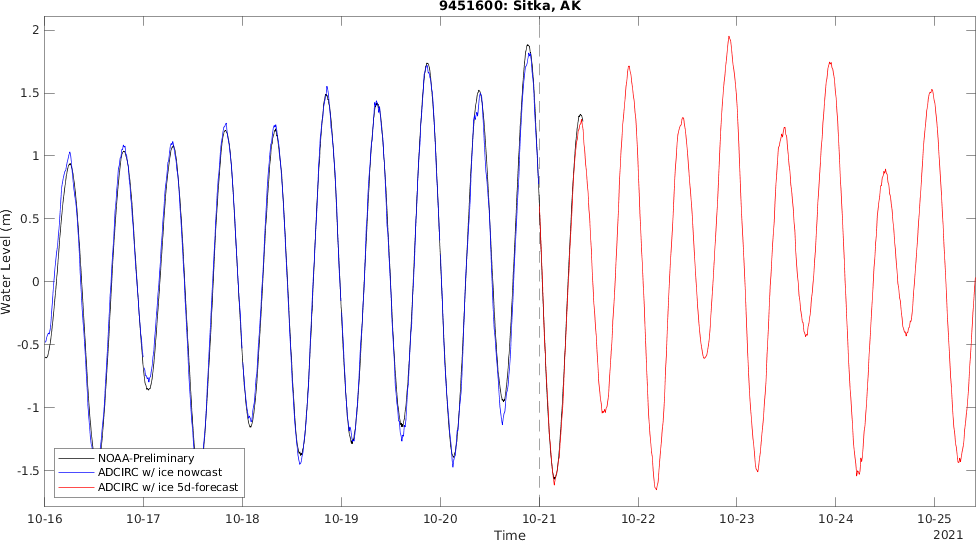 9451600: Sitka, AK
2
1.5
1
0.5
0
-0.5
-1
-1.5
Water Level (m)
NOAA-Preliminary
ADCIRC w/ ice nowcast
ADCIRC w/ ice 5d-forecast
10-16 10-17 10-18 10-19 10-20 10-21 10-22 10-23 10-24 10-25
Time
2021